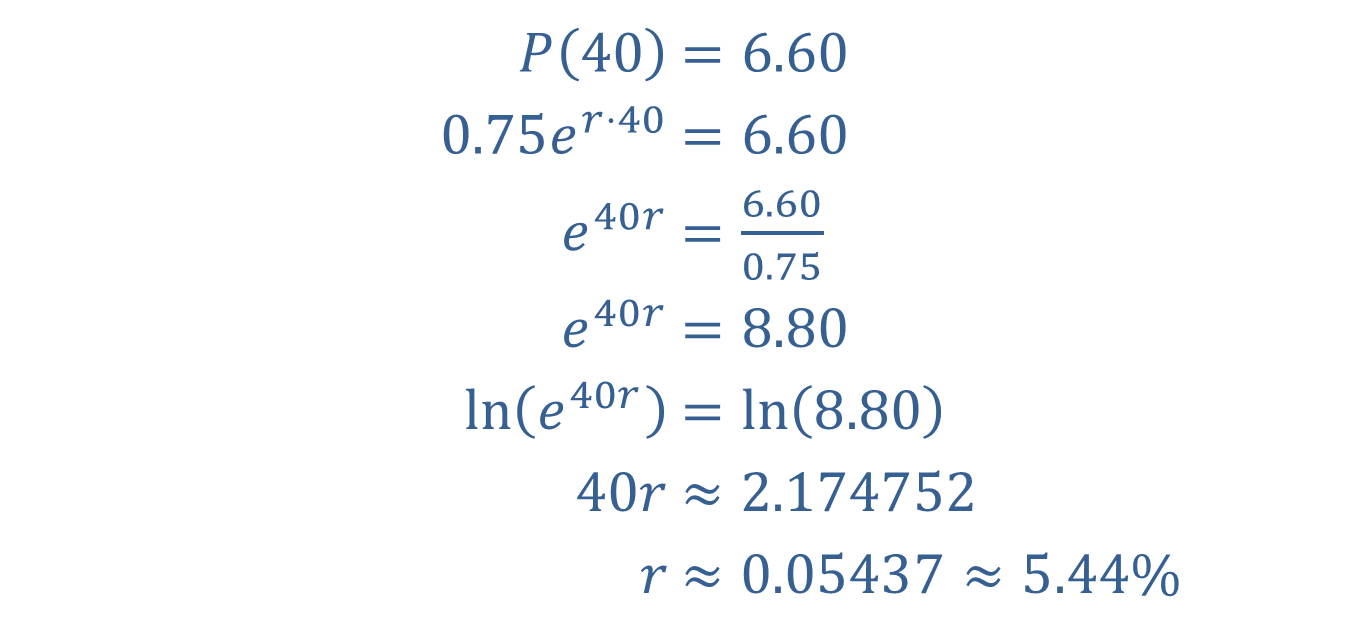 P(40) = 6.60
0.75e^{r·40} = 6.60
e^{40r} = \frac{6.60}{0.75}
e^{40r} = 8.80
ln(e^{40r}) = ln(8.80)
40r ≈ 2.174752
r ≈ 0.05437 ≈ 5.44%